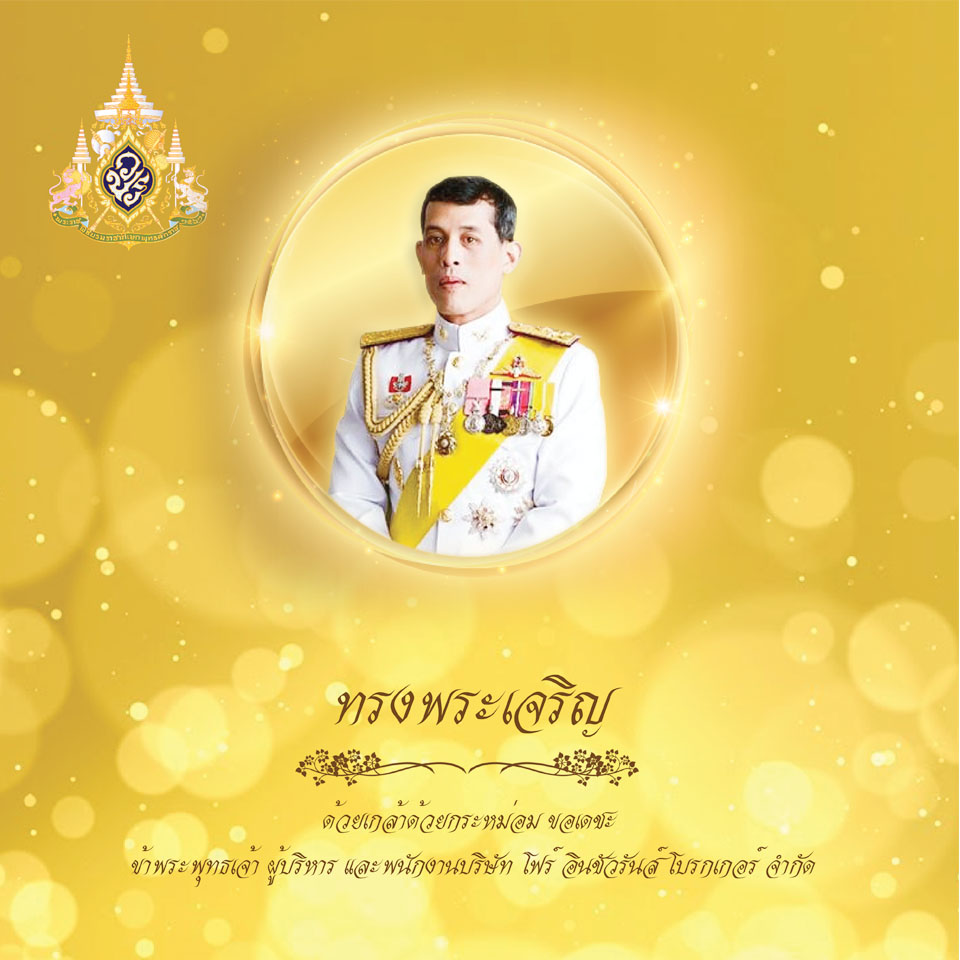 ทรงพระเจริญ
ด้วยเกล้าด้วยกระหม่อม ขอเดชะ
ข้าพระพุทธเจ้า ผู้บริหาร และพนักงานบริษัท โฟร์ อินชัวรันส์ โบรกเกอร์ จำกัด